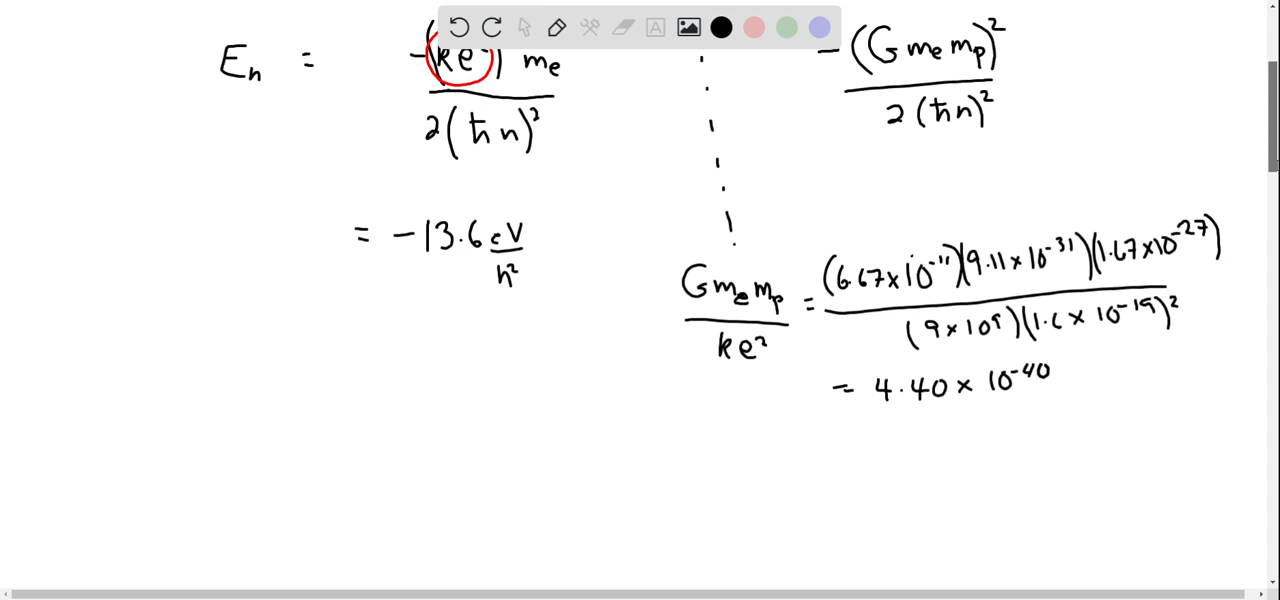 Eₙ = -(ke²) mₑ / 2(ħn)²
-(G mₑ mₚ)² / 2(ħn)²
= -13.6 eV / n²
G mₑ mₚ / ke² = (6.67×10⁻¹¹)(9.11×10⁻³¹)(1.67×10⁻²⁷) / (9×10⁹)(1.6×10⁻¹⁹)²
= 4.40 × 10⁻⁴⁰